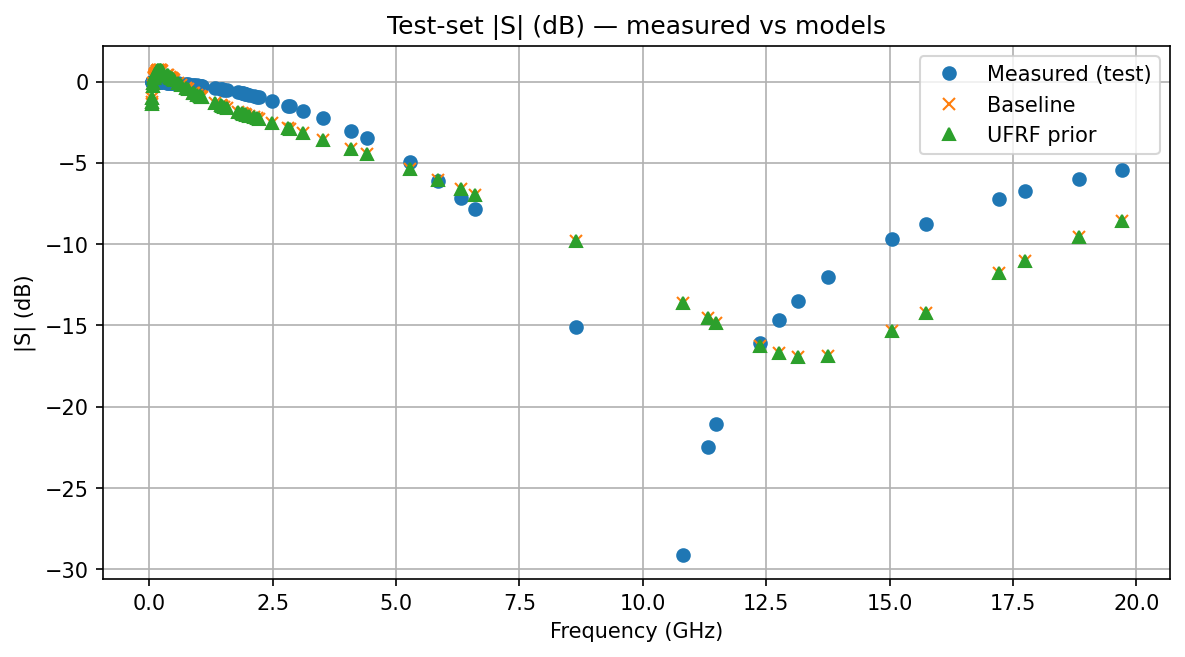 Test-set |S| (dB) — measured vs models
Measured (test)
Baseline
UFRF prior
|S| (dB)
0
−5
−10
−15
−20
−25
−30
0.0 2.5 5.0 7.5 10.0 12.5 15.0 17.5 20.0
Frequency (GHz)